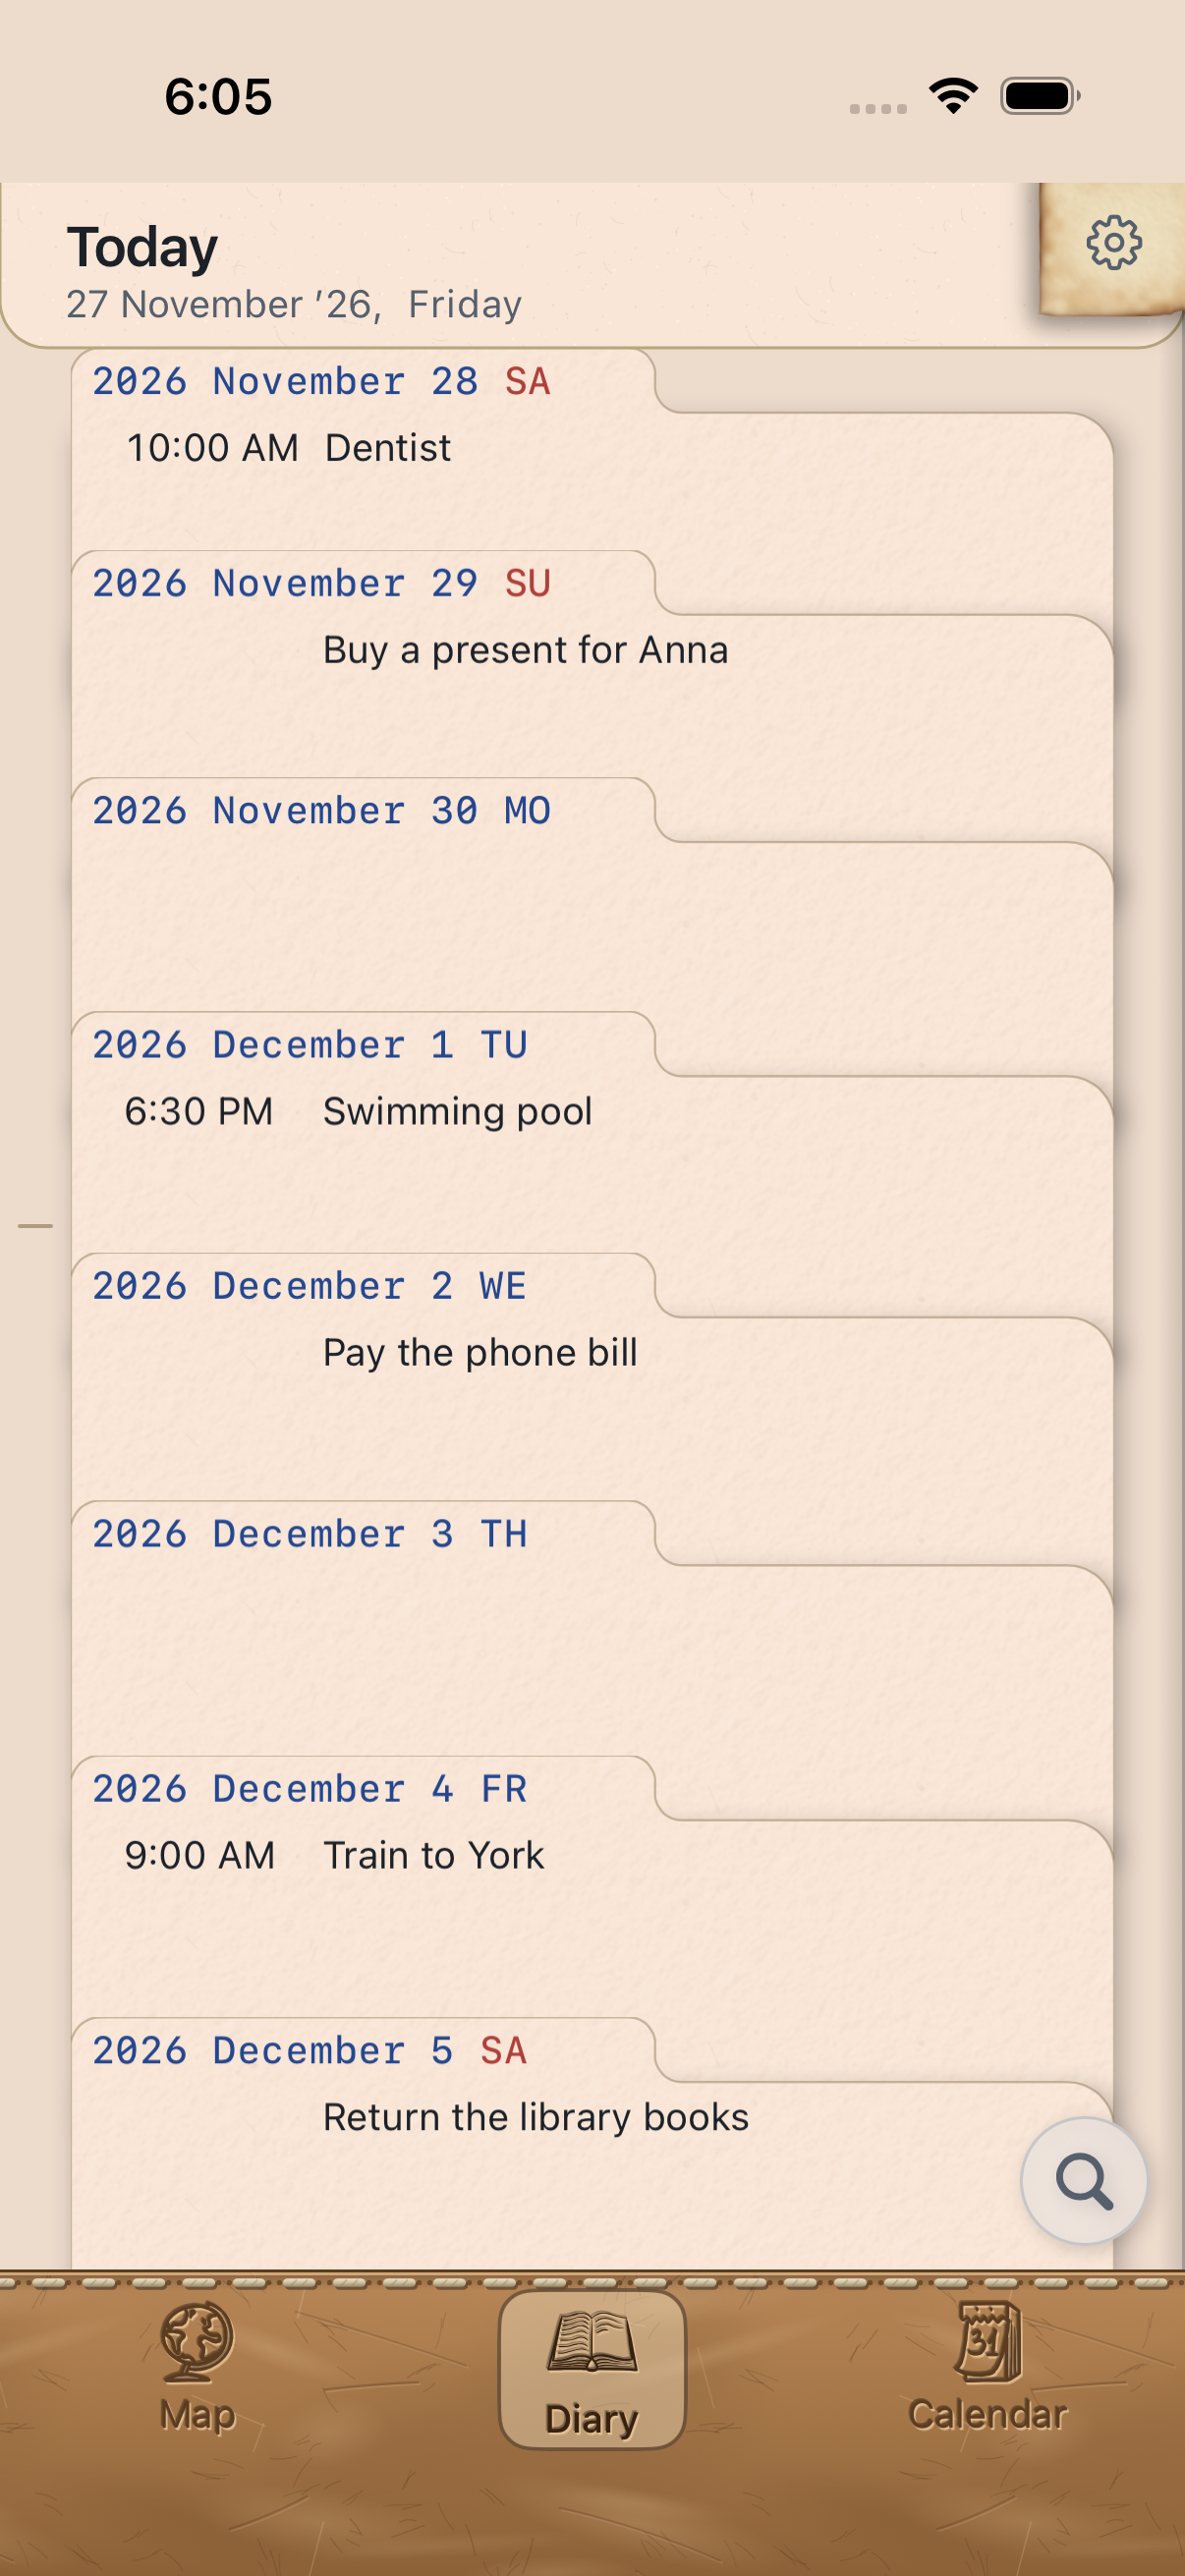 6:05
Today
27 November ’26, Friday
2026 November 28 SA
10:00 AM Dentist
2026 November 29 SU
Buy a present for Anna
2026 November 30 MO
2026 December 1 TU
6:30 PM Swimming pool
2026 December 2 WE
Pay the phone bill
2026 December 3 TH
2026 December 4 FR
9:00 AM Train to York
2026 December 5 SA
Return the library books
31
Map Diary Calendar